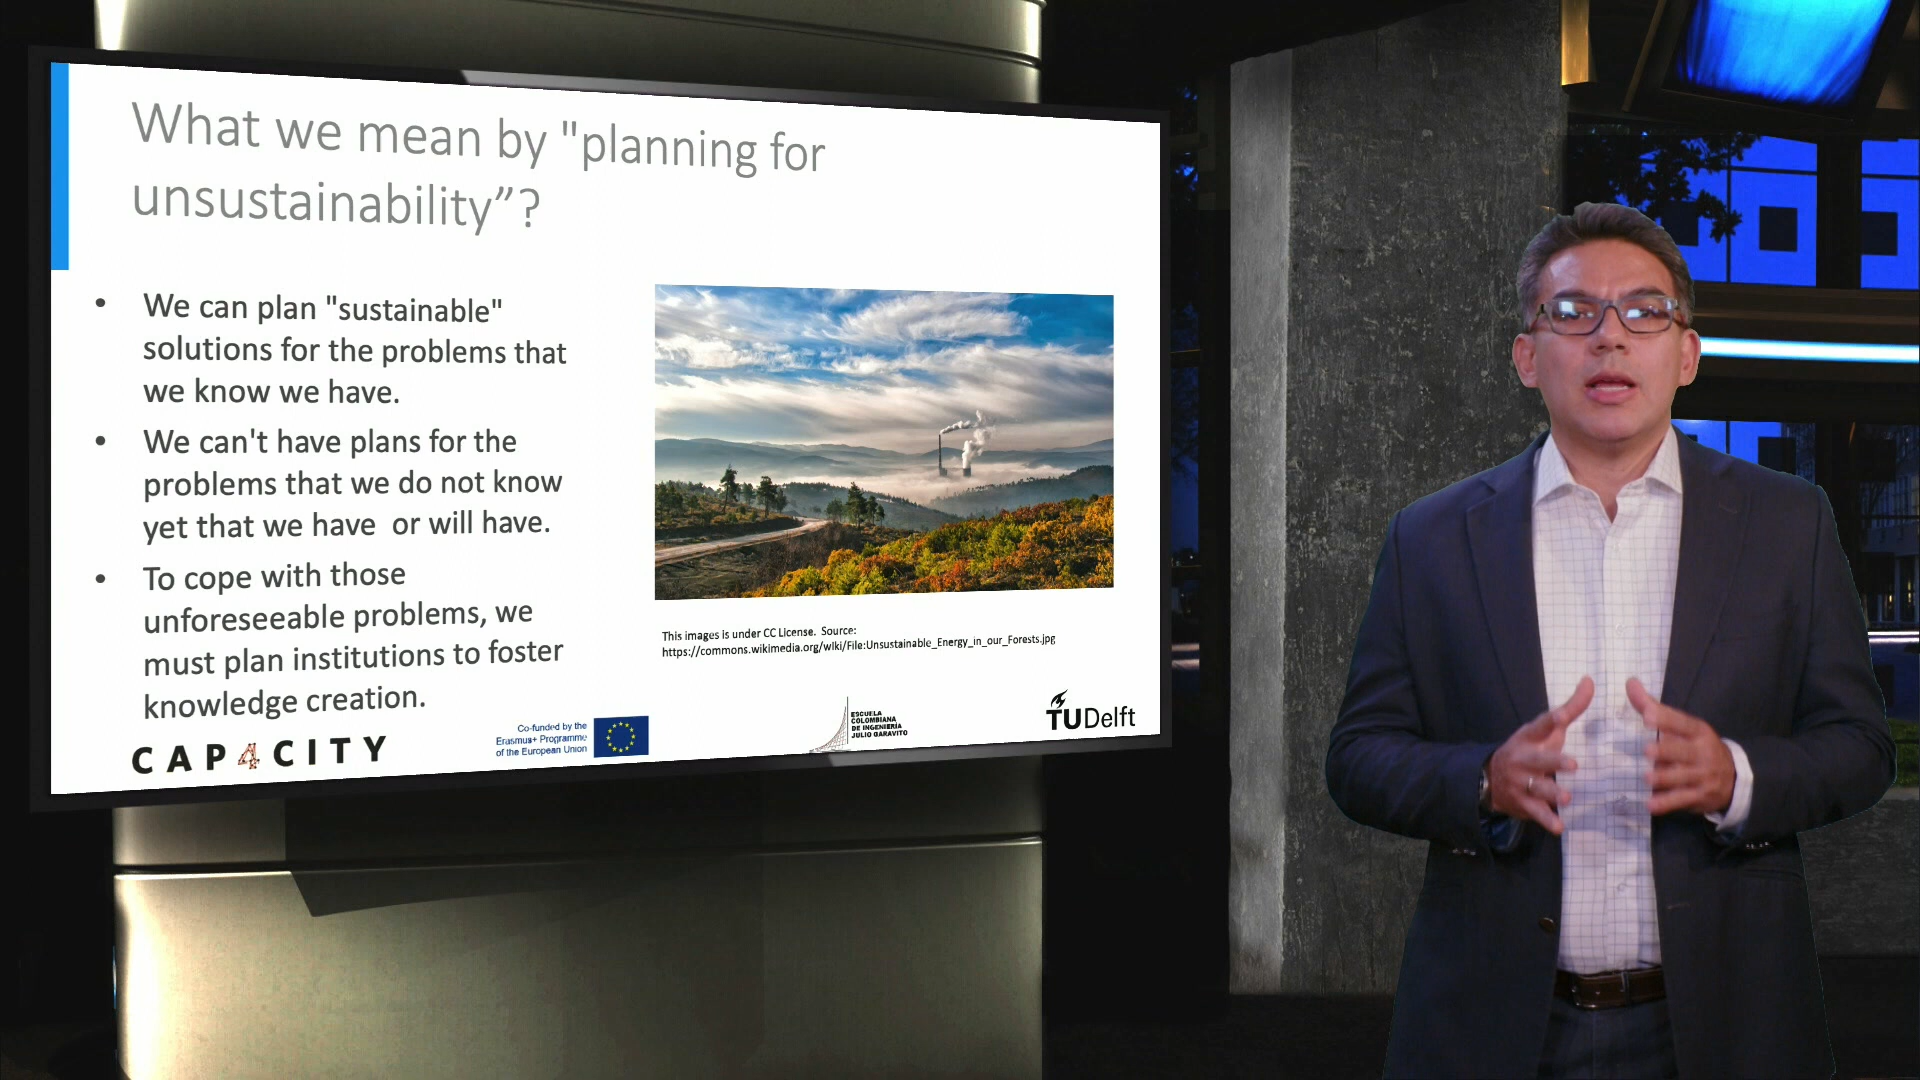 What we mean by "planning for
unsustainability”?
• We can plan "sustainable"
solutions for the problems that
we know we have.
• We can't have plans for the
problems that we do not know
yet that we have  or will have.
• To cope with those
unforeseeable problems, we
must plan institutions to foster
knowledge creation.
This images is under CC License.  Source:
https://commons.wikimedia.org/wiki/File:Unsustainable_Energy_in_our_Forests.jpg
CAP4CITY
Co-funded by the
Erasmus+ Programme
of the European Union
ESCUELA
COLOMBIANA
DE INGENIERÍA
JULIO GARAVITO
TUDelft